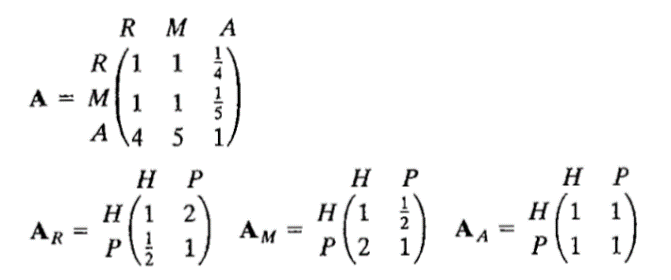 R M A
R 1 1 1/4
A = M 1 1 1/5
A 4 5 1
H P H P H P
A_R = H 1 2 A_M = H 1 1/2 A_A = H 1 1
P 1/2 1 P 2 1 P 1 1